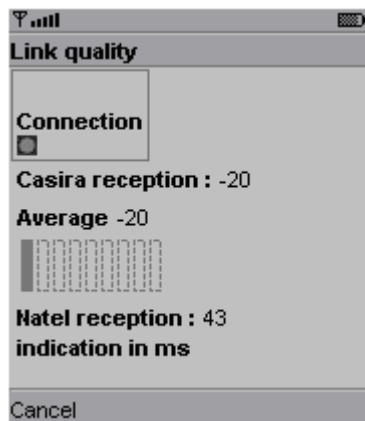 Link quality
Connection
Casira reception : -20
Average -20
Natel reception : 43
indication in ms
Cancel